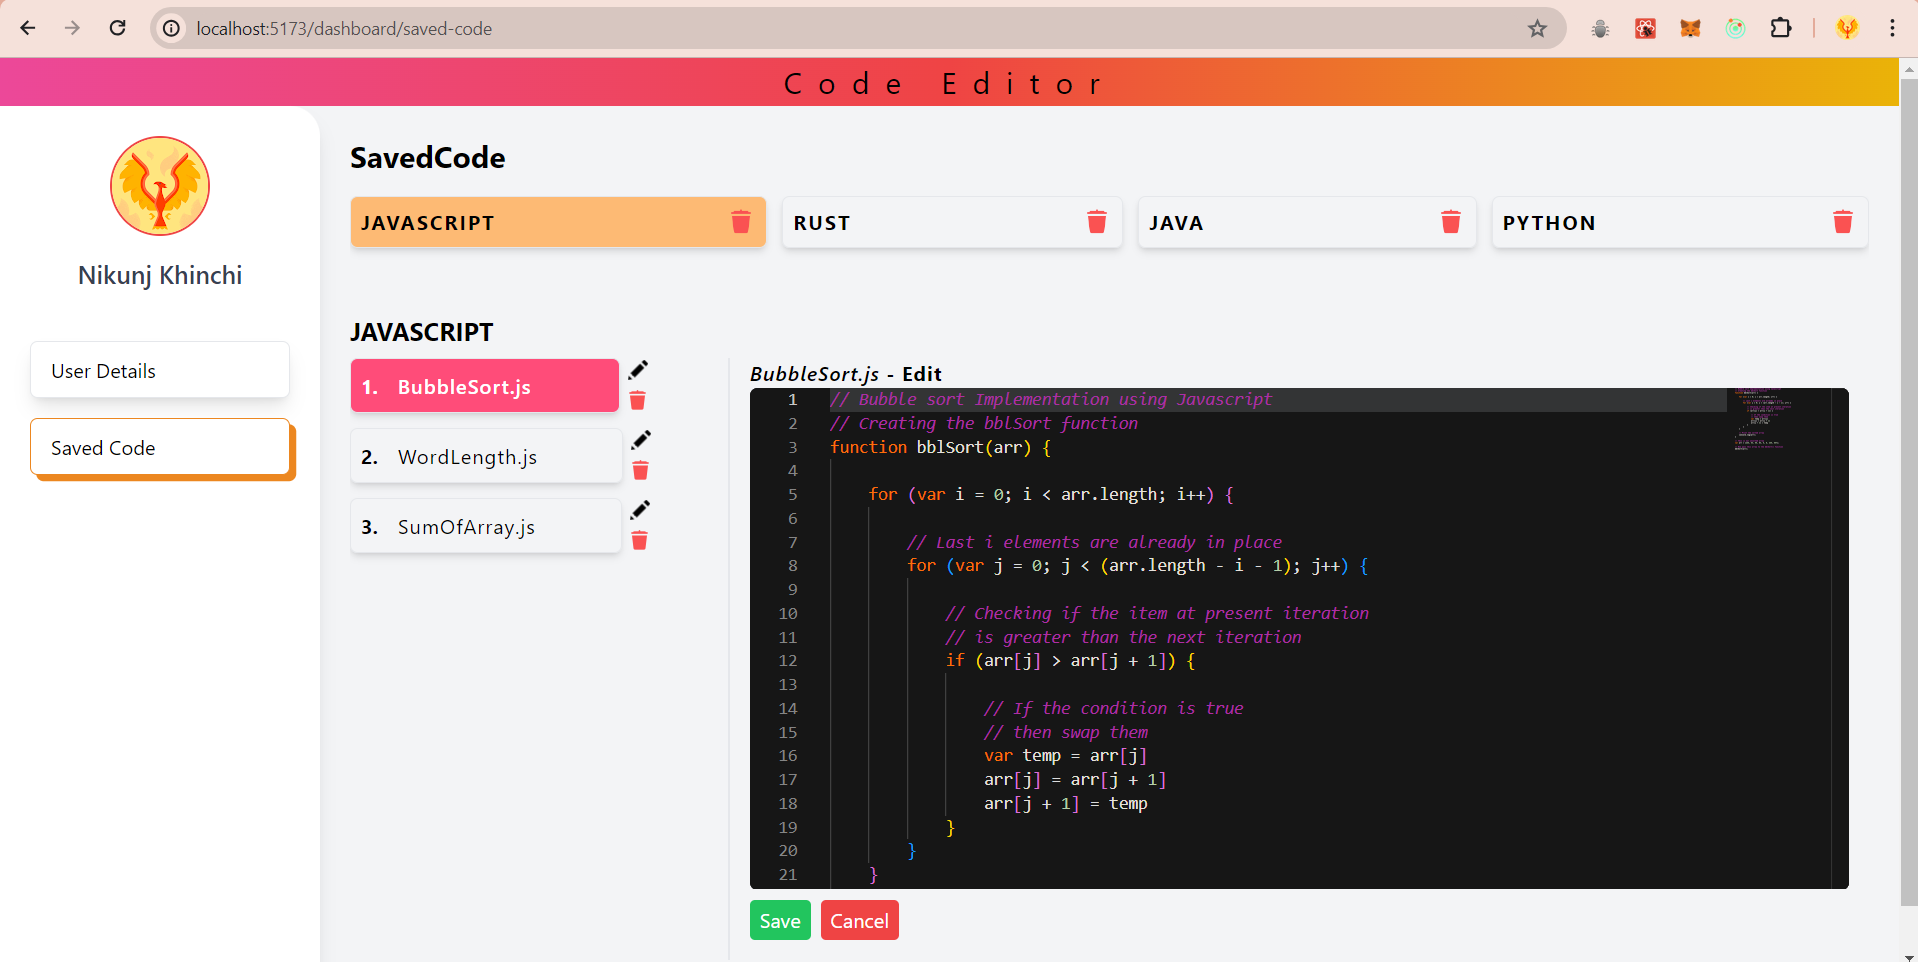 localhost:5173/dashboard/saved-code
Code Editor
Nikunj Khinchi
User Details
Saved Code
SavedCode
JAVASCRIPT
RUST
JAVA
PYTHON
JAVASCRIPT
1. BubbleSort.js
2. WordLength.js
3. SumOfArray.js
BubbleSort.js - Edit
1 // Bubble sort Implementation using Javascript
2 // Creating the bblSort function
3 function bblSort(arr) {
4
5 for (var i = 0; i < arr.length; i++) {
6
7 // Last i elements are already in place
8 for (var j = 0; j < (arr.length - i - 1); j++) {
9
10 // Checking if the item at present iteration
11 // is greater than the next iteration
12 if (arr[j] > arr[j + 1]) {
13
14 // If the condition is true
15 // then swap them
16 var temp = arr[j]
17 arr[j] = arr[j + 1]
18 arr[j + 1] = temp
19 }
20 }
21 }
Save
Cancel